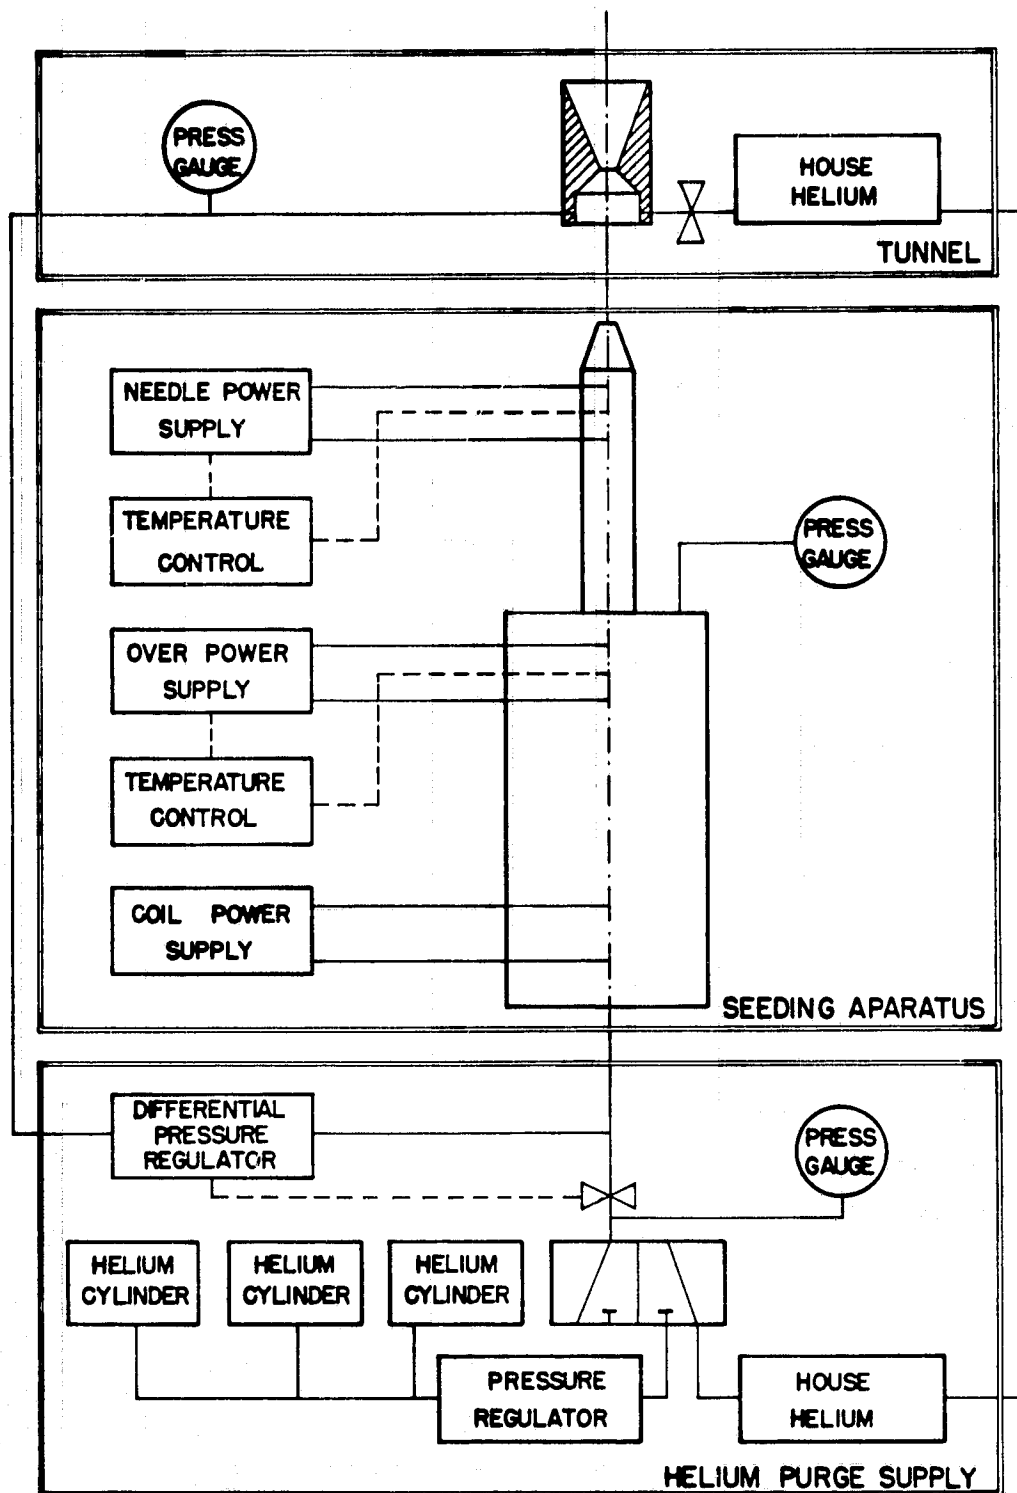 PRESS
GAUGE
HOUSE
HELIUM
TUNNEL
NEEDLE POWER
SUPPLY
TEMPERATURE
CONTROL
PRESS
GAUGE
OVER POWER
SUPPLY
TEMPERATURE
CONTROL
COIL POWER
SUPPLY
SEEDING APARATUS
DIFFERENTIAL
PRESSURE
REGULATOR
PRESS
GAUGE
HELIUM
CYLINDER
HELIUM
CYLINDER
HELIUM
CYLINDER
PRESSURE
REGULATOR
HOUSE
HELIUM
HELIUM PURGE SUPPLY